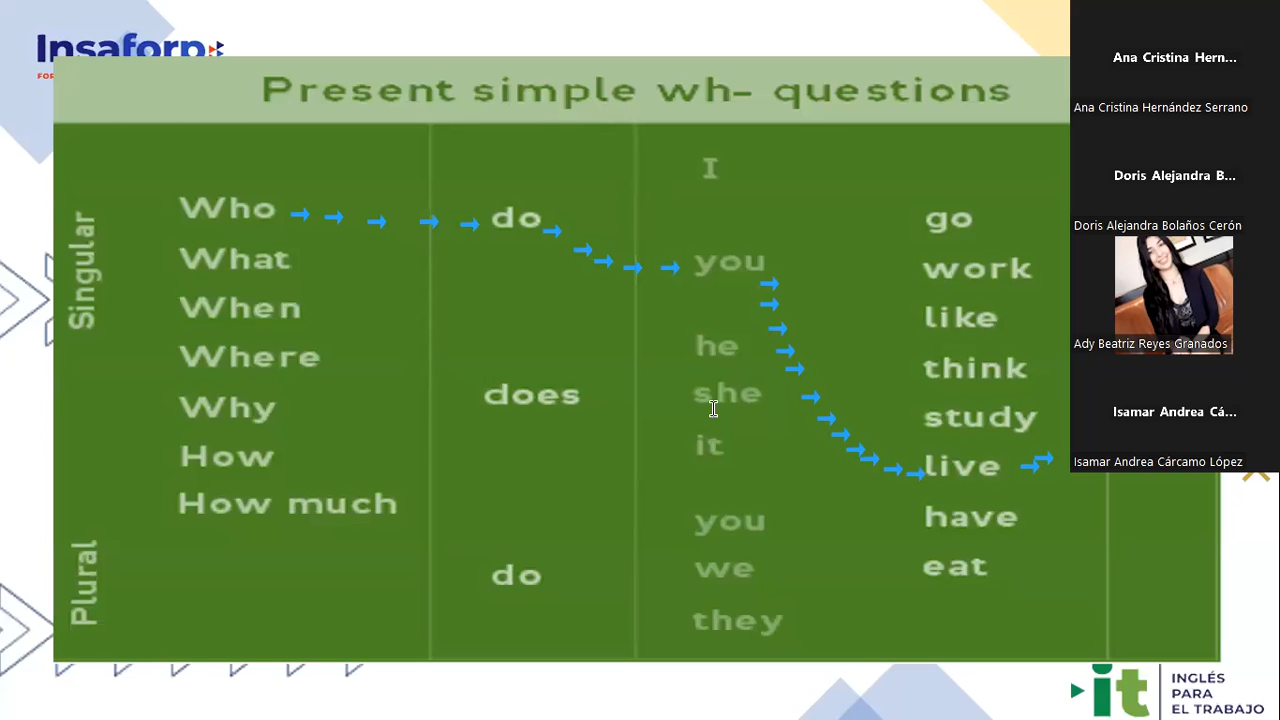 Insaforp
FOR
Present simple wh- questions
Singular
Plural
Who
What
When
Where
Why
How
How much
do
does
do
I
you
he
she
it
you
we
they
go
work
like
think
study
live
have
eat
Ana Cristina Hern...
Ana Cristina Hernández Serrano
Doris Alejandra B...
Doris Alejandra Bolaños Cerón
Ady Beatriz Reyes Granados
Isamar Andrea Cá...
Isamar Andrea Cárcamo López
it
INGLÉS
PARA
EL TRABAJO